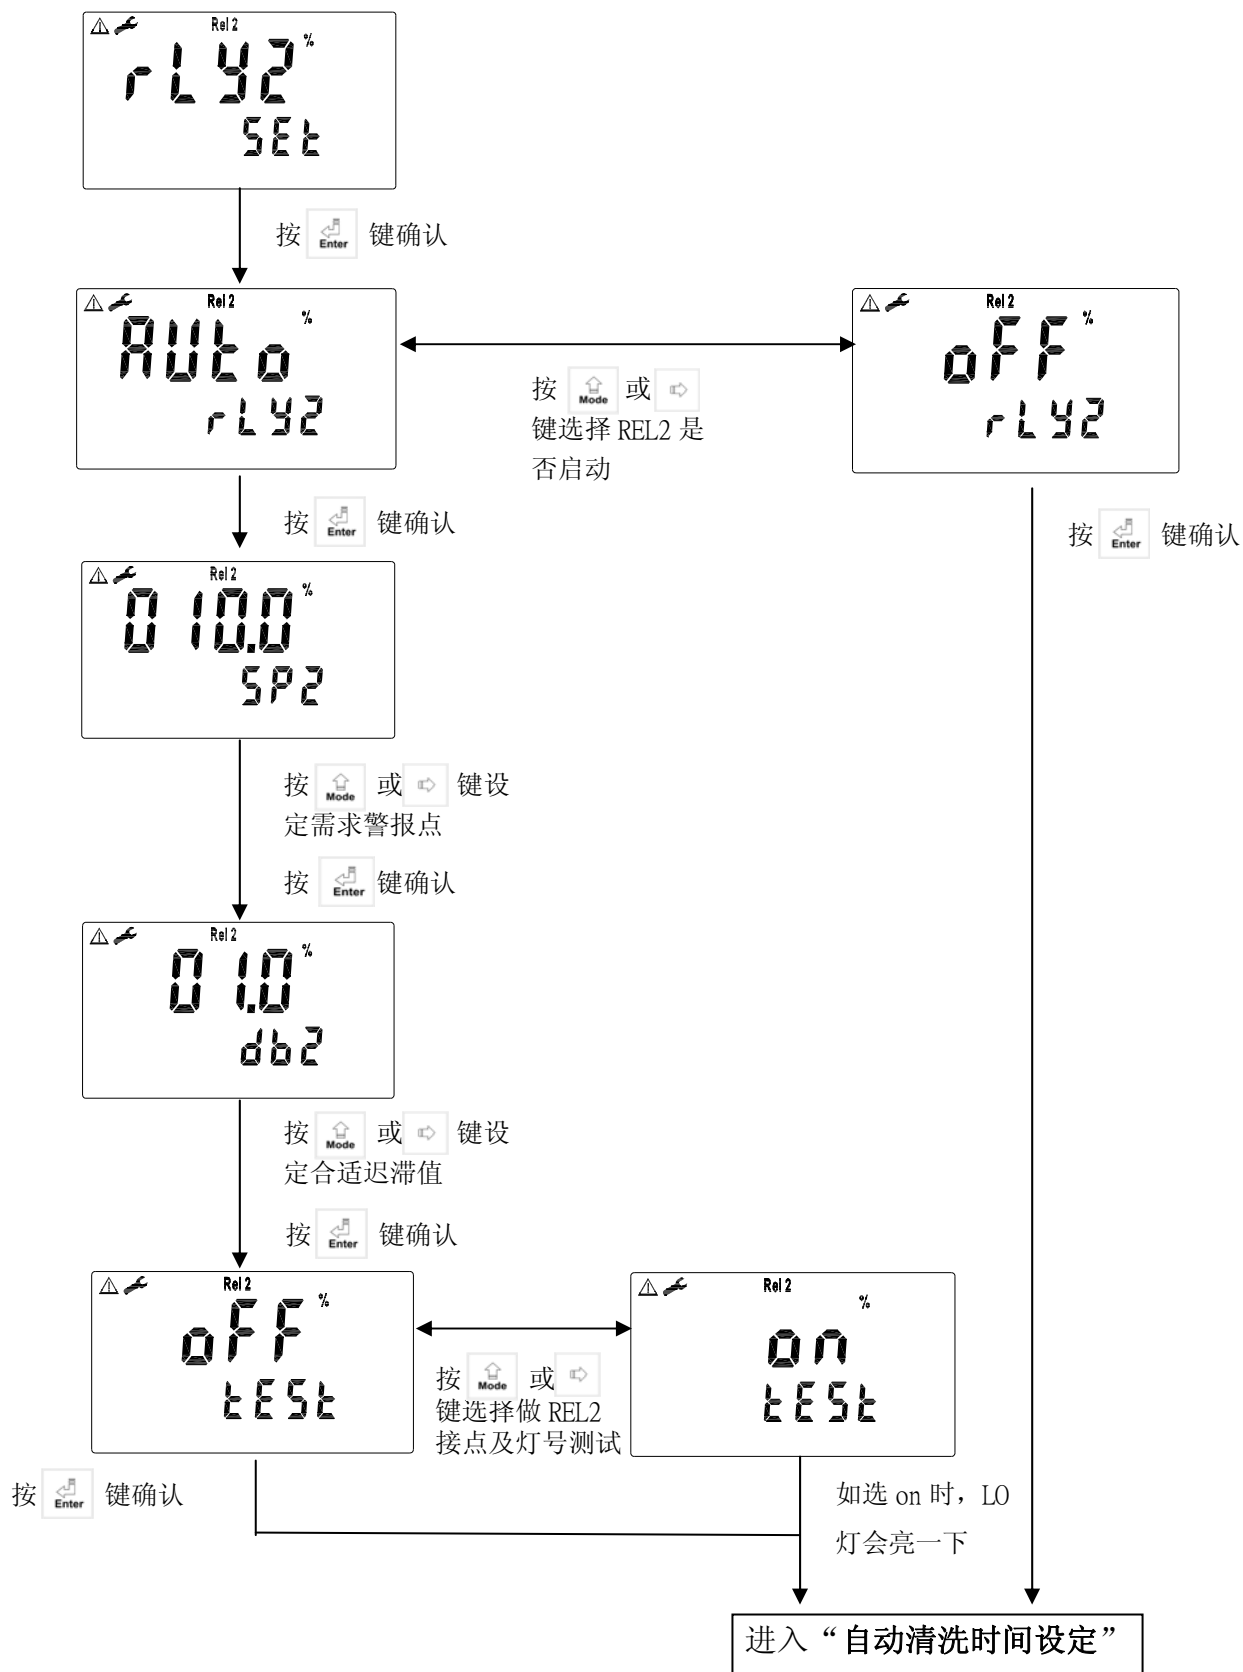 Rel 2
%
rLY2
SEt
按 Enter 键确认
Rel 2
%
AUto
rLY2
按 Mode 或
键选择 REL2 是
否启动
Rel 2
%
oFF
rLY2
按 Enter 键确认
按 Enter 键确认
Rel 2
%
010.0
SP2
按 Mode 或 键设
定需求警报点
按 Enter 键确认
Rel 2
%
01.0
db2
按 Mode 或 键设
定合适迟滞值
按 Enter 键确认
Rel 2
%
oFF
tESt
按 Mode 或
键选择做 REL2
接点及灯号测试
Rel 2
%
on
tESt
按 Enter 键确认
如选 on 时，LO
灯会亮一下
进入“自动清洗时间设定”